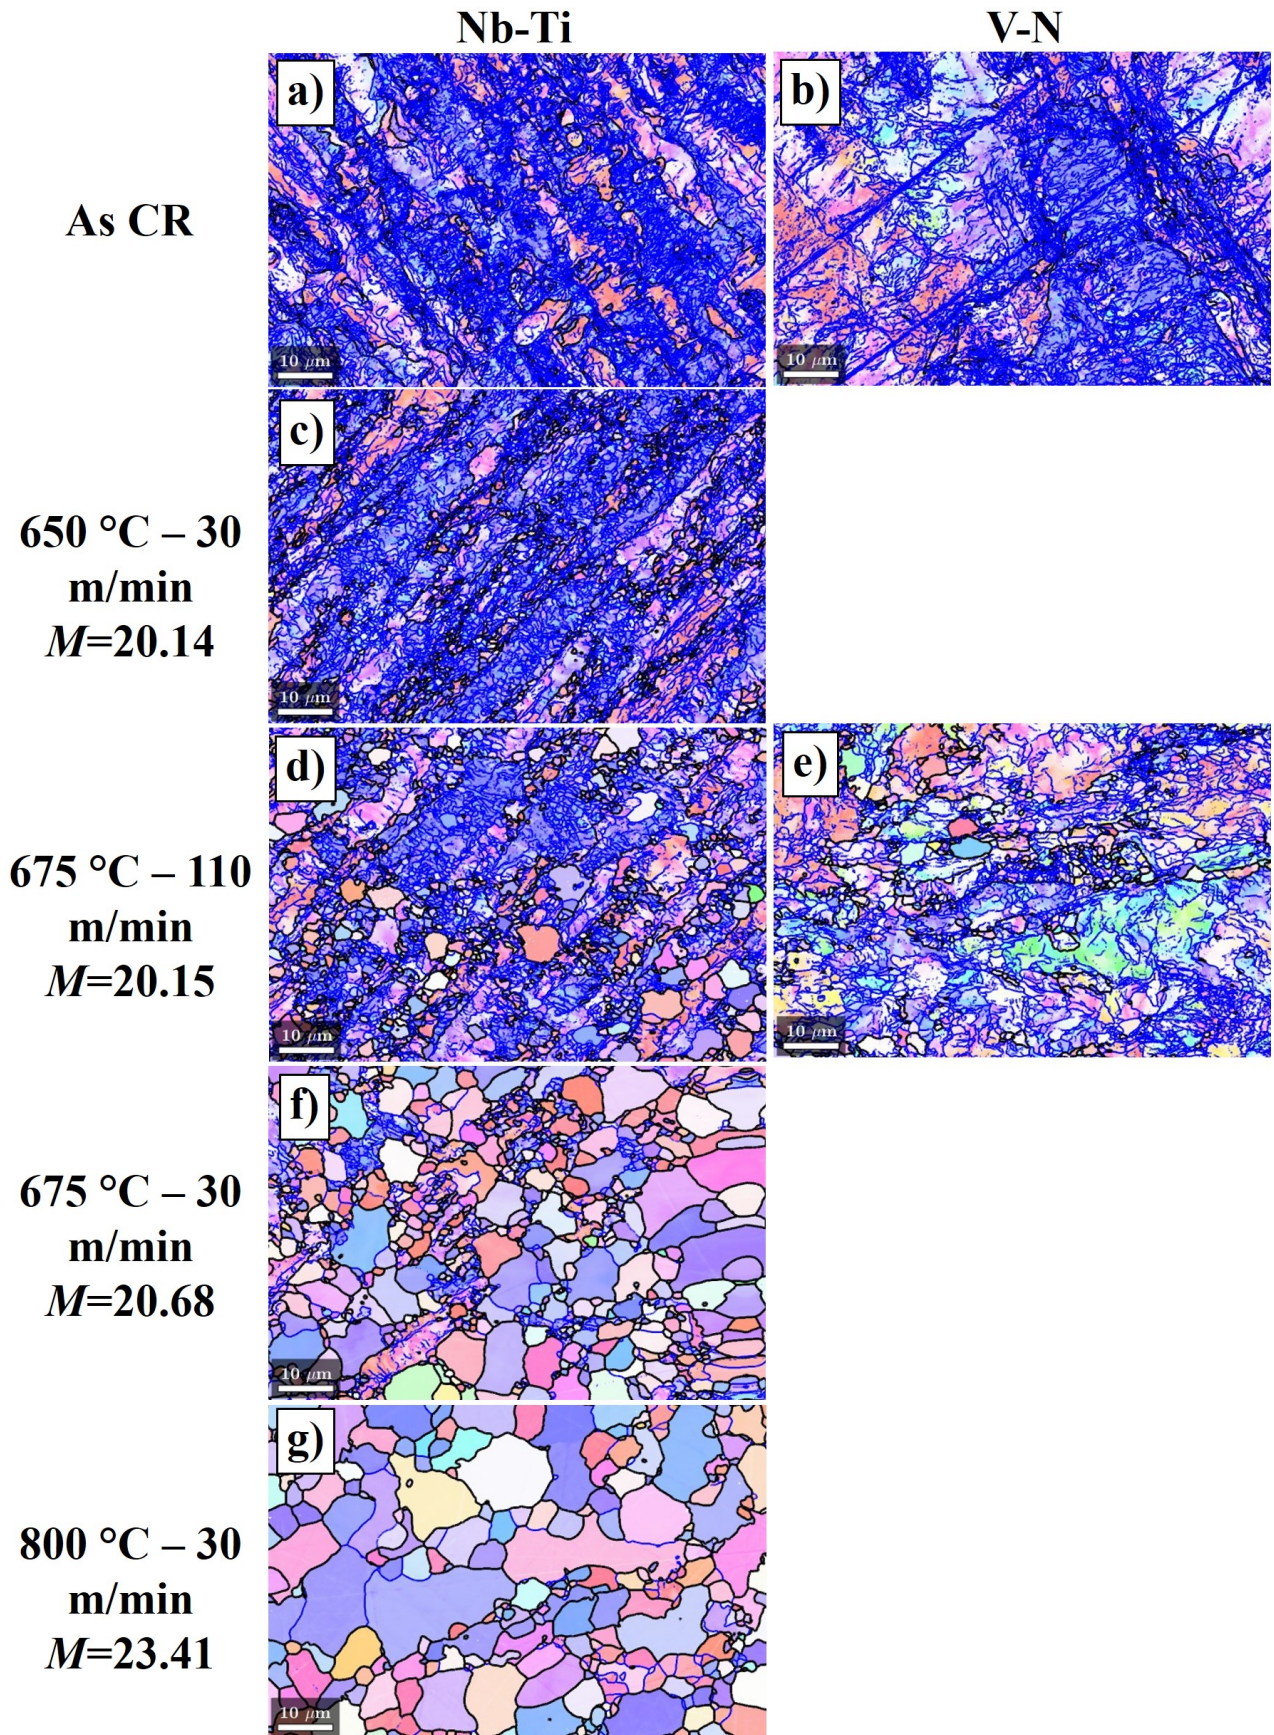 Nb-Ti
V-N
As CR
a)
10 μm
b)
10 μm
650 °C – 30
m/min
M=20.14
c)
10 μm
675 °C – 110
m/min
M=20.15
d)
10 μm
e)
10 μm
675 °C – 30
m/min
M=20.68
f)
10 μm
800 °C – 30
m/min
M=23.41
g)
10 μm